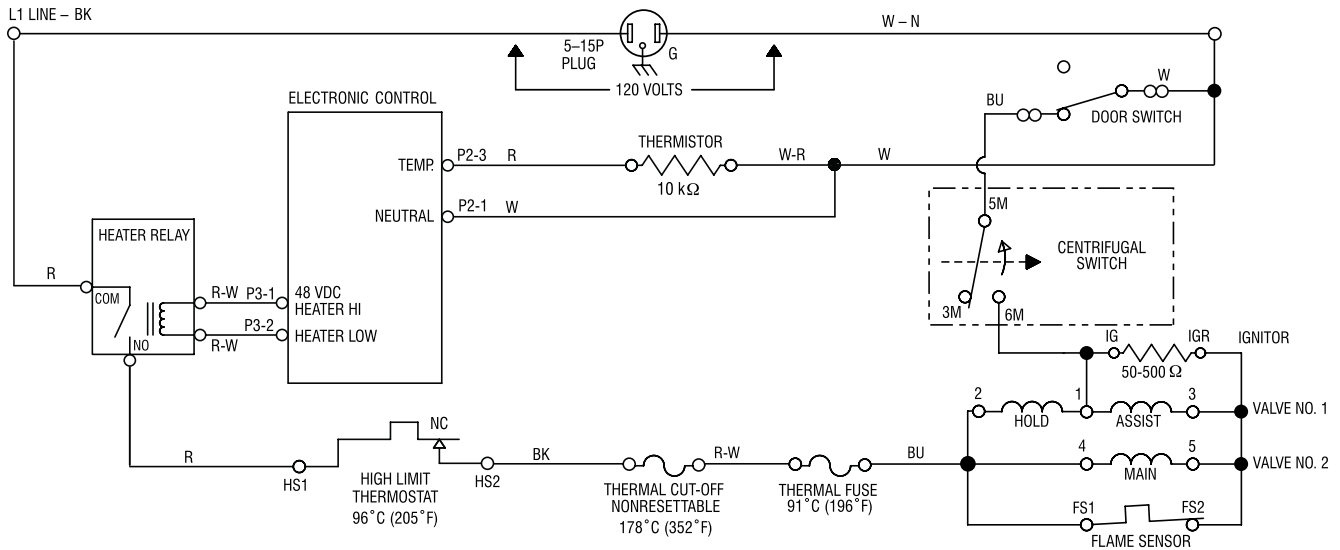 L1 LINE – BK
W – N
5–15P
PLUG
G
120 VOLTS
W
BU
DOOR SWITCH
ELECTRONIC CONTROL
THERMISTOR
TEMP.
P2-3
R
W-R
W
10 kΩ
NEUTRAL
P2-1
W
5M
HEATER RELAY
CENTRIFUGAL
SWITCH
R
COM
R-W
P3-1
48 VDC
HEATER HI
3M
6M
P3-2
HEATER LOW
R-W
NO
IG
IGR
IGNITOR
50-500 Ω
2
1
3
HOLD
ASSIST
VALVE NO. 1
NC
R
BK
R-W
BU
4
5
MAIN
VALVE NO. 2
HS1
HS2
HIGH LIMIT
THERMOSTAT
96˚C (205˚F)
THERMAL CUT-OFF
NONRESETTABLE
178˚C (352˚F)
THERMAL FUSE
91˚C (196˚F)
FS1
FS2
FLAME SENSOR